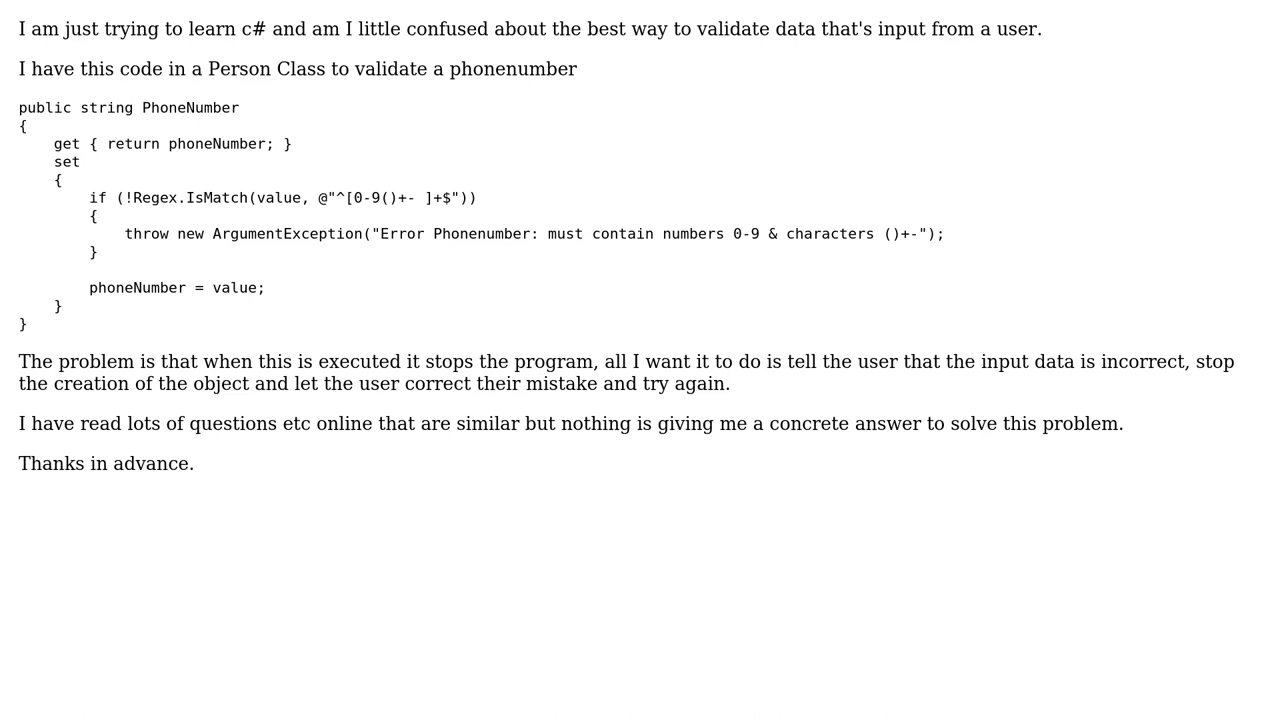 I am just trying to learn c# and am I little confused about the best way to validate data that's input from a user.
I have this code in a Person Class to validate a phonenumber
public string PhoneNumber
{
    get { return phoneNumber; }
    set
    {
        if (!Regex.IsMatch(value, @"^[0-9()+- ]+$"))
        {
            throw new ArgumentException("Error Phonenumber: must contain numbers 0-9 & characters ()+-");
        }

        phoneNumber = value;
    }
}
The problem is that when this is executed it stops the program, all I want it to do is tell the user that the input data is incorrect, stop
the creation of the object and let the user correct their mistake and try again.
I have read lots of questions etc online that are similar but nothing is giving me a concrete answer to solve this problem.
Thanks in advance.